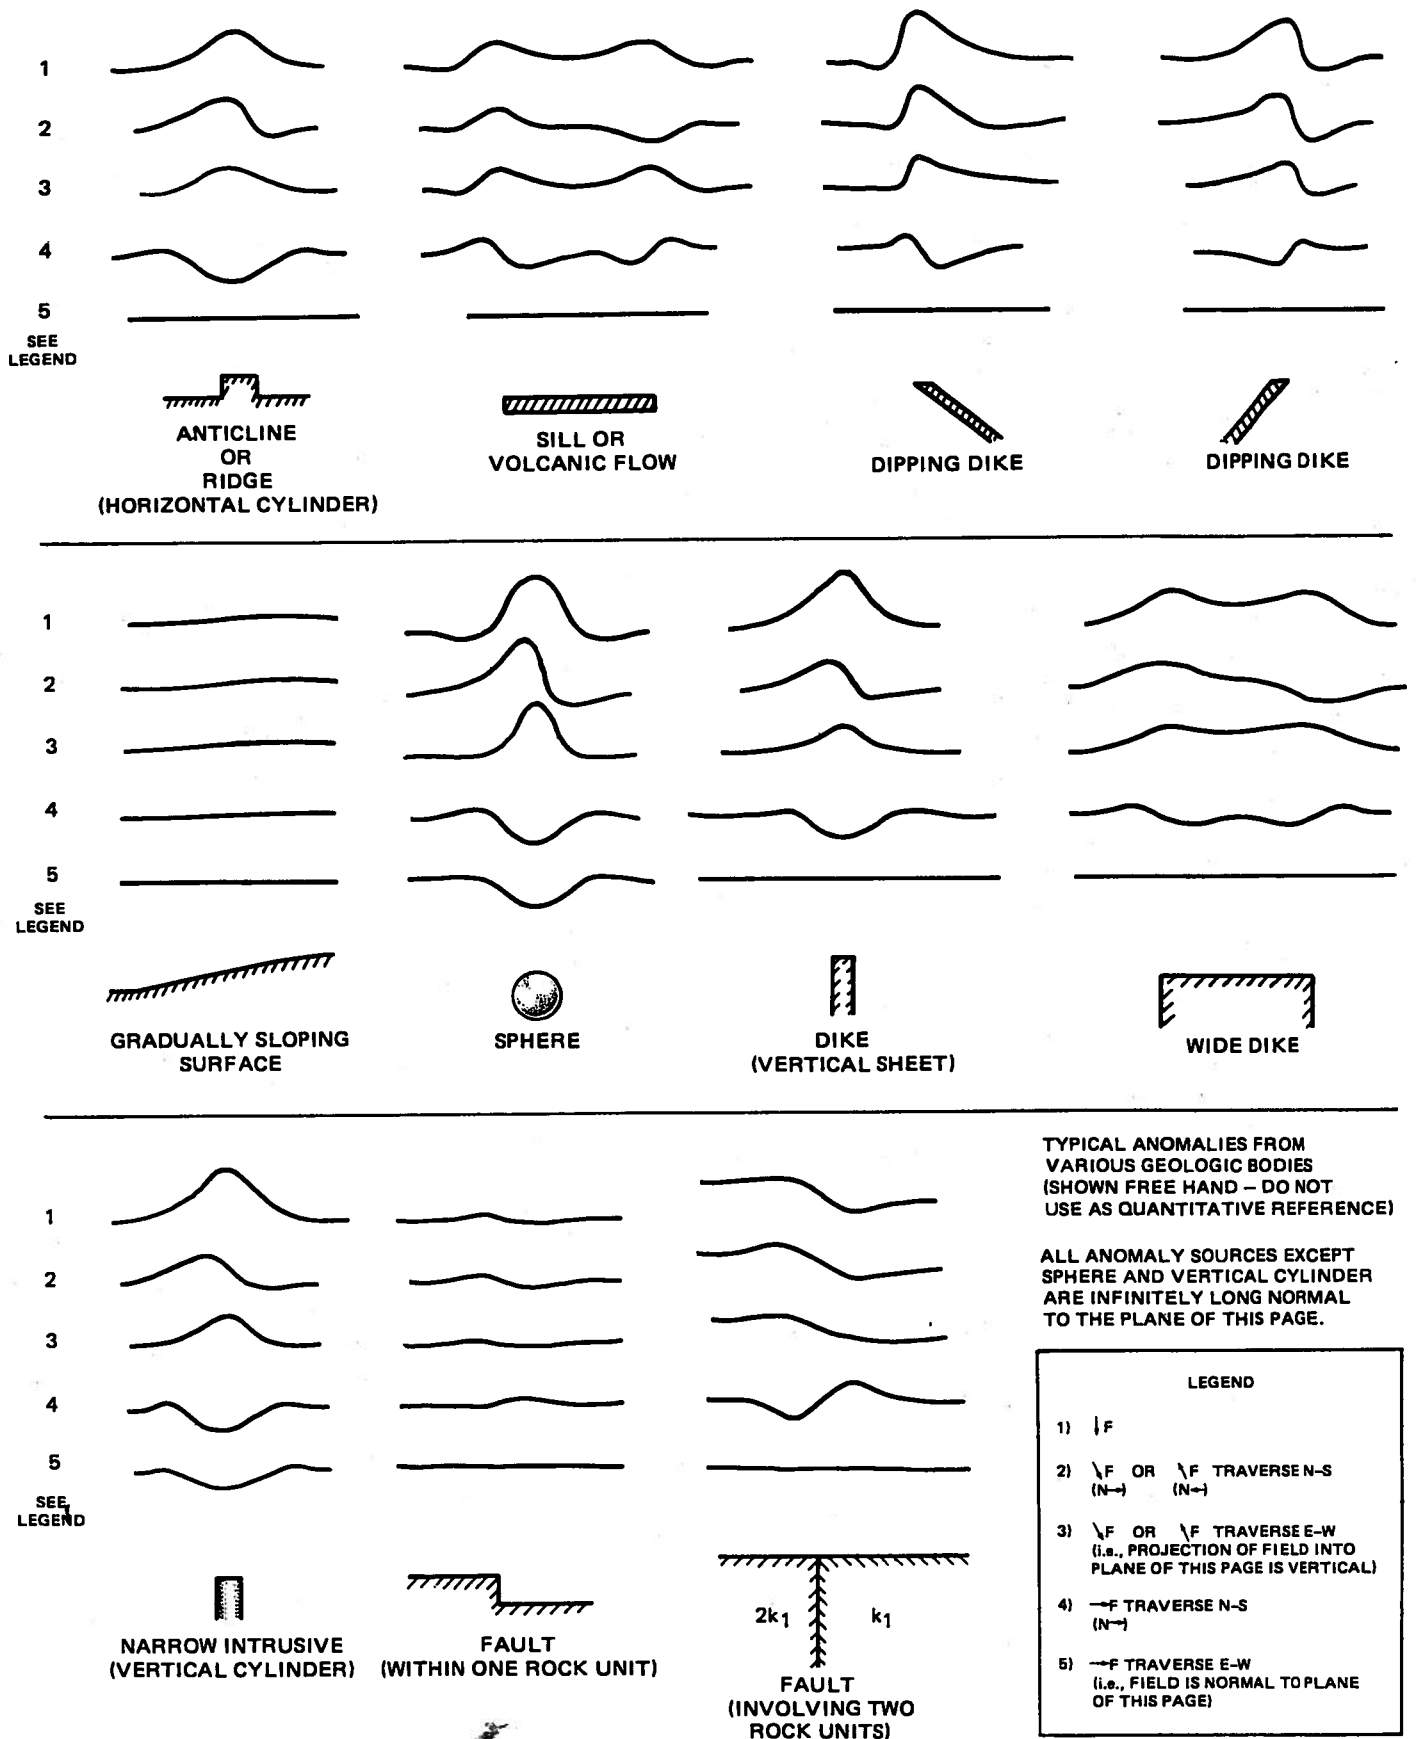 1
2
3
4
5
SEE
LEGEND
ANTICLINE
OR
RIDGE
(HORIZONTAL CYLINDER)
SILL OR
VOLCANIC FLOW
DIPPING DIKE
DIPPING DIKE
1
2
3
4
5
SEE
LEGEND
GRADUALLY SLOPING
SURFACE
SPHERE
DIKE
(VERTICAL SHEET)
WIDE DIKE
1
2
3
4
5
SEE
LEGEND
NARROW INTRUSIVE
(VERTICAL CYLINDER)
FAULT
(WITHIN ONE ROCK UNIT)
2k1 k1
FAULT
(INVOLVING TWO
ROCK UNITS)
TYPICAL ANOMALIES FROM
VARIOUS GEOLOGIC BODIES
(SHOWN FREE HAND – DO NOT
USE AS QUANTITATIVE REFERENCE)
ALL ANOMALY SOURCES EXCEPT
SPHERE AND VERTICAL CYLINDER
ARE INFINITELY LONG NORMAL
TO THE PLANE OF THIS PAGE.
LEGEND
1) ↓F
2) ↘F OR ↖F TRAVERSE N–S
(N→) (N←)
3) ↘F OR ↖F TRAVERSE E–W
(i.e., PROJECTION OF FIELD INTO
PLANE OF THIS PAGE IS VERTICAL)
4) →F TRAVERSE N–S
(N→)
5) →F TRAVERSE E–W
(i.e., FIELD IS NORMAL TO PLANE
OF THIS PAGE)